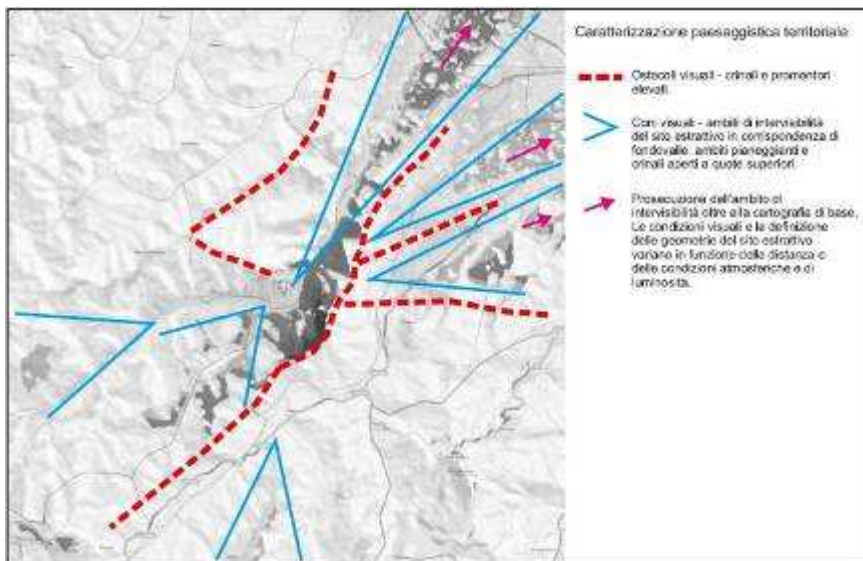 Caratterizzazione paesaggistica territoriale
Ostacoli visuali - crinali e promontori
elevati.
Coni visuali - ambiti di intervisibilità
del sito estrattivo in corrispondenza di
fondovalle, ambiti pianeggianti e
crinali aperti a quote superiori.
Prosecuzione dell'ambito di
intervisibilità oltre alla cartografia di base.
Le condizioni visuali e la definizione
delle geometrie del sito estrattivo
variano in funzione della distanza e
delle condizioni atmosferiche e di
luminosità.